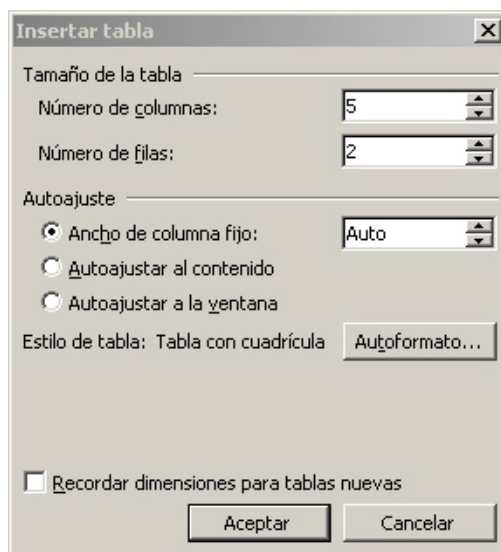 Insertar tabla
Tamaño de la tabla
Número de columnas: 5
Número de filas: 2
Autoajuste
Ancho de columna fijo: Auto
Autoajustar al contenido
Autoajustar a la ventana
Estilo de tabla: Tabla con cuadrícula Autoformato...
Recordar dimensiones para tablas nuevas
Aceptar Cancelar